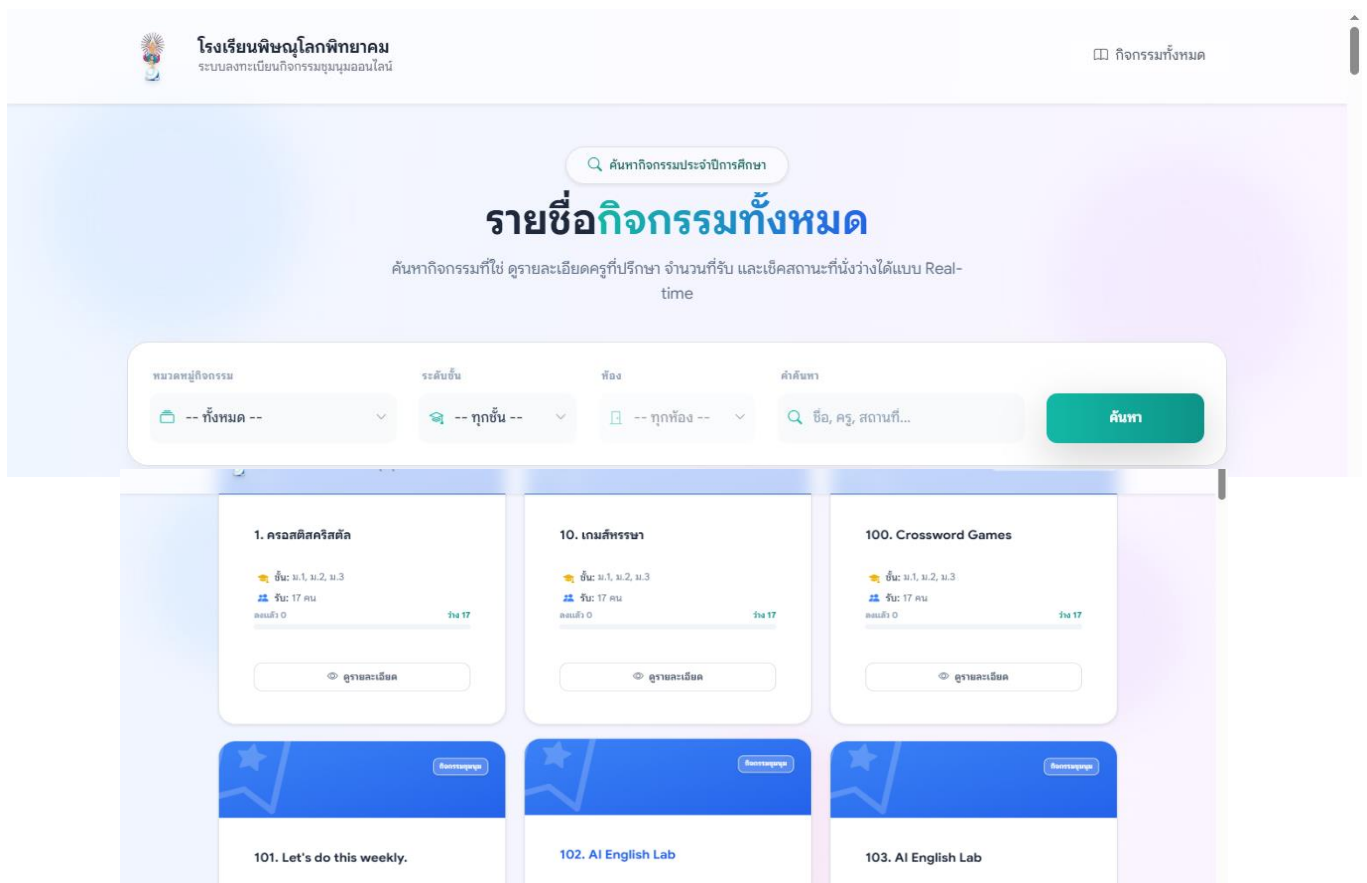 โรงเรียนพิษณุโลกพิทยาคม
ระบบลงทะเบียนกิจกรรมชุมนุมออนไลน์
กิจกรรมทั้งหมด
ค้นหากิจกรรมประจำปีการศึกษา
รายชื่อกิจกรรมทั้งหมด
ค้นหากิจกรรมที่ใช่ ดูรายละเอียดครูที่ปรึกษา จำนวนที่รับ และเช็คสถานะที่นั่งว่างได้แบบ Real-
time
หมวดหมู่กิจกรรม ระดับชั้น ห้อง คำค้นหา
-- ทั้งหมด -- -- ทุกชั้น -- -- ทุกห้อง -- ชื่อ, ครู, สถานที่... ค้นหา
1. ครอสติสคริสตัล 10. เกมส์หรรษา 100. Crossword Games
ชั้น: ม.1, ม.2, ม.3 ชั้น: ม.1, ม.2, ม.3 ชั้น: ม.1, ม.2, ม.3
รับ: 17 คน รับ: 17 คน รับ: 17 คน
ลงแล้ว 0 ว่าง 17 ลงแล้ว 0 ว่าง 17 ลงแล้ว 0 ว่าง 17
ดูรายละเอียด ดูรายละเอียด ดูรายละเอียด
กิจกรรมชุมนุม กิจกรรมชุมนุม กิจกรรมชุมนุม
101. Let's do this weekly. 102. AI English Lab 103. AI English Lab